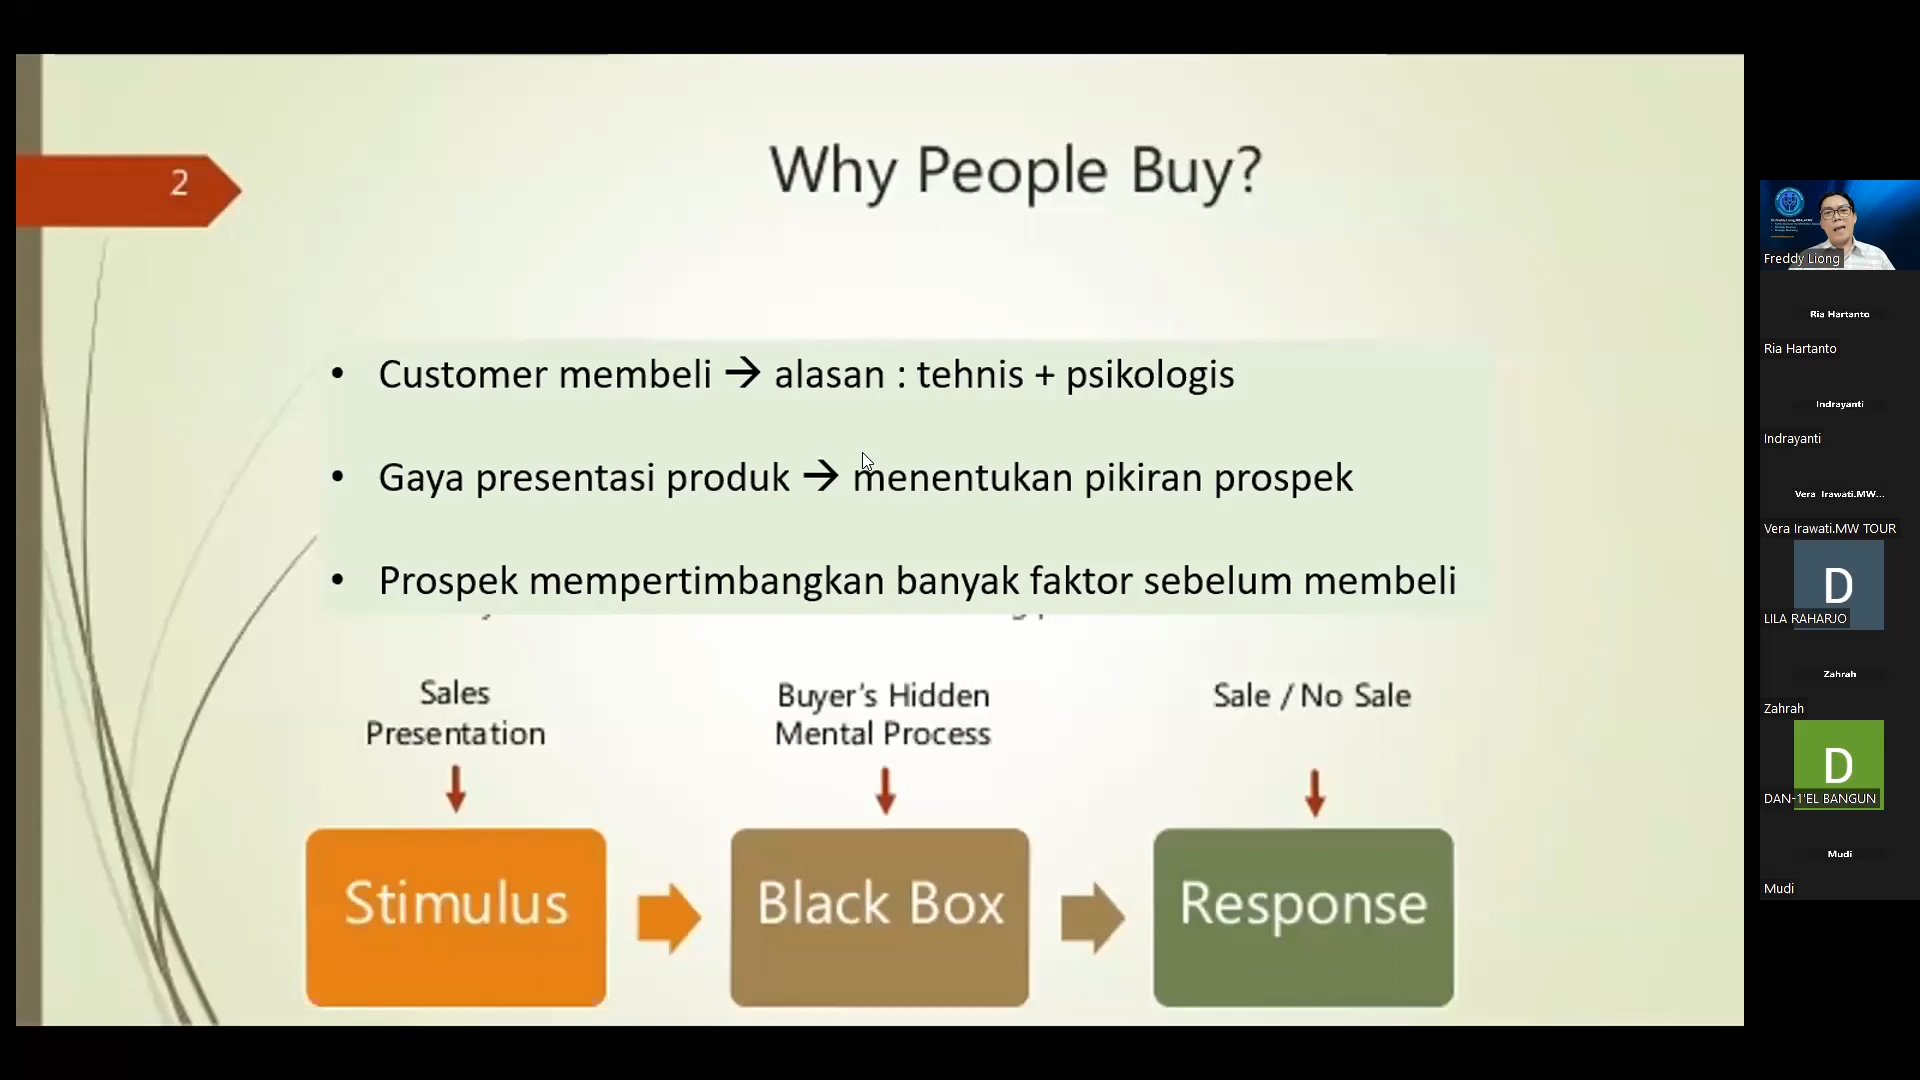 2
Why People Buy?
• Customer membeli → alasan : tehnis + psikologis
• Gaya presentasi produk → menentukan pikiran prospek
• Prospek mempertimbangkan banyak faktor sebelum membeli
Sales
Presentation
Buyer's Hidden
Mental Process
Sale / No Sale
Stimulus
Black Box
Response
Freddy Liong
Ria Hartanto
Ria Hartanto
Indrayanti
Indrayanti
Vera Irawati.MW...
Vera Irawati.MW TOUR
D
LILA RAHARJO
Zahrah
Zahrah
D
DAN-1'EL BANGUN
Mudi
Mudi